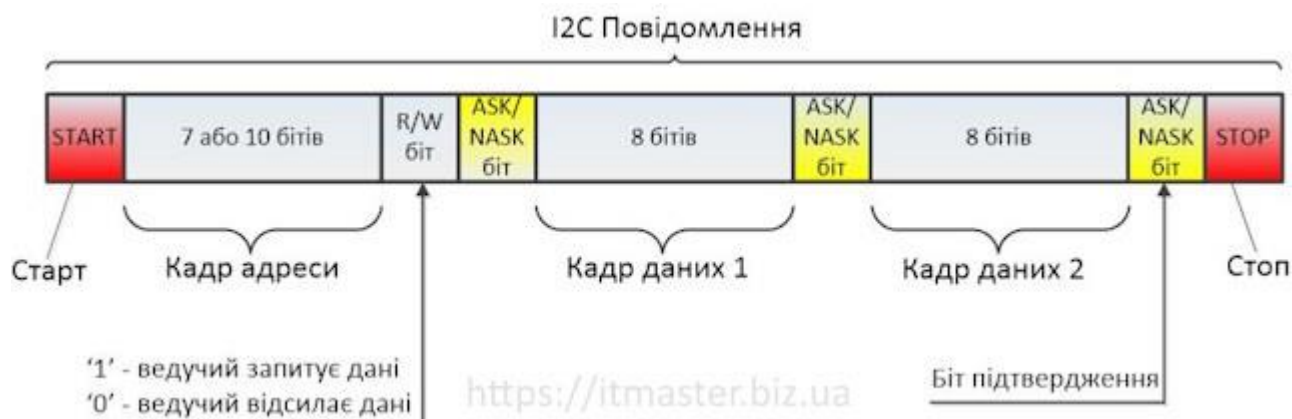 I2C Повідомлення
START
7 або 10 бітів
R/W
біт
ASK/
NASK
біт
8 бітів
ASK/
NASK
біт
8 бітів
ASK/
NASK
біт
STOP
Старт
Кадр адреси
Кадр даних 1
Кадр даних 2
Стоп
‘1’ - ведучий запитує дані
‘0’ - ведучий відсилає дані
https://itmaster.biz.ua
Біт підтвердження